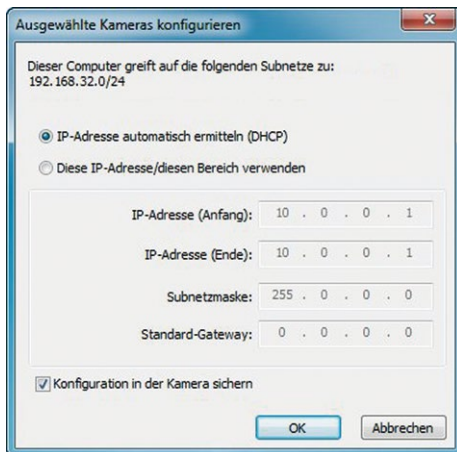 Ausgewählte Kameras konfigurieren
Dieser Computer greift auf die folgenden Subnetze zu:
192.168.32.0/24
IP-Adresse automatisch ermitteln (DHCP)
Diese IP-Adresse/diesen Bereich verwenden
IP-Adresse (Anfang): 10 . 0 . 0 . 1
IP-Adresse (Ende): 10 . 0 . 0 . 1
Subnetzmaske: 255 . 0 . 0 . 0
Standard-Gateway: 0 . 0 . 0 . 0
Konfiguration in der Kamera sichern
OK Abbrechen